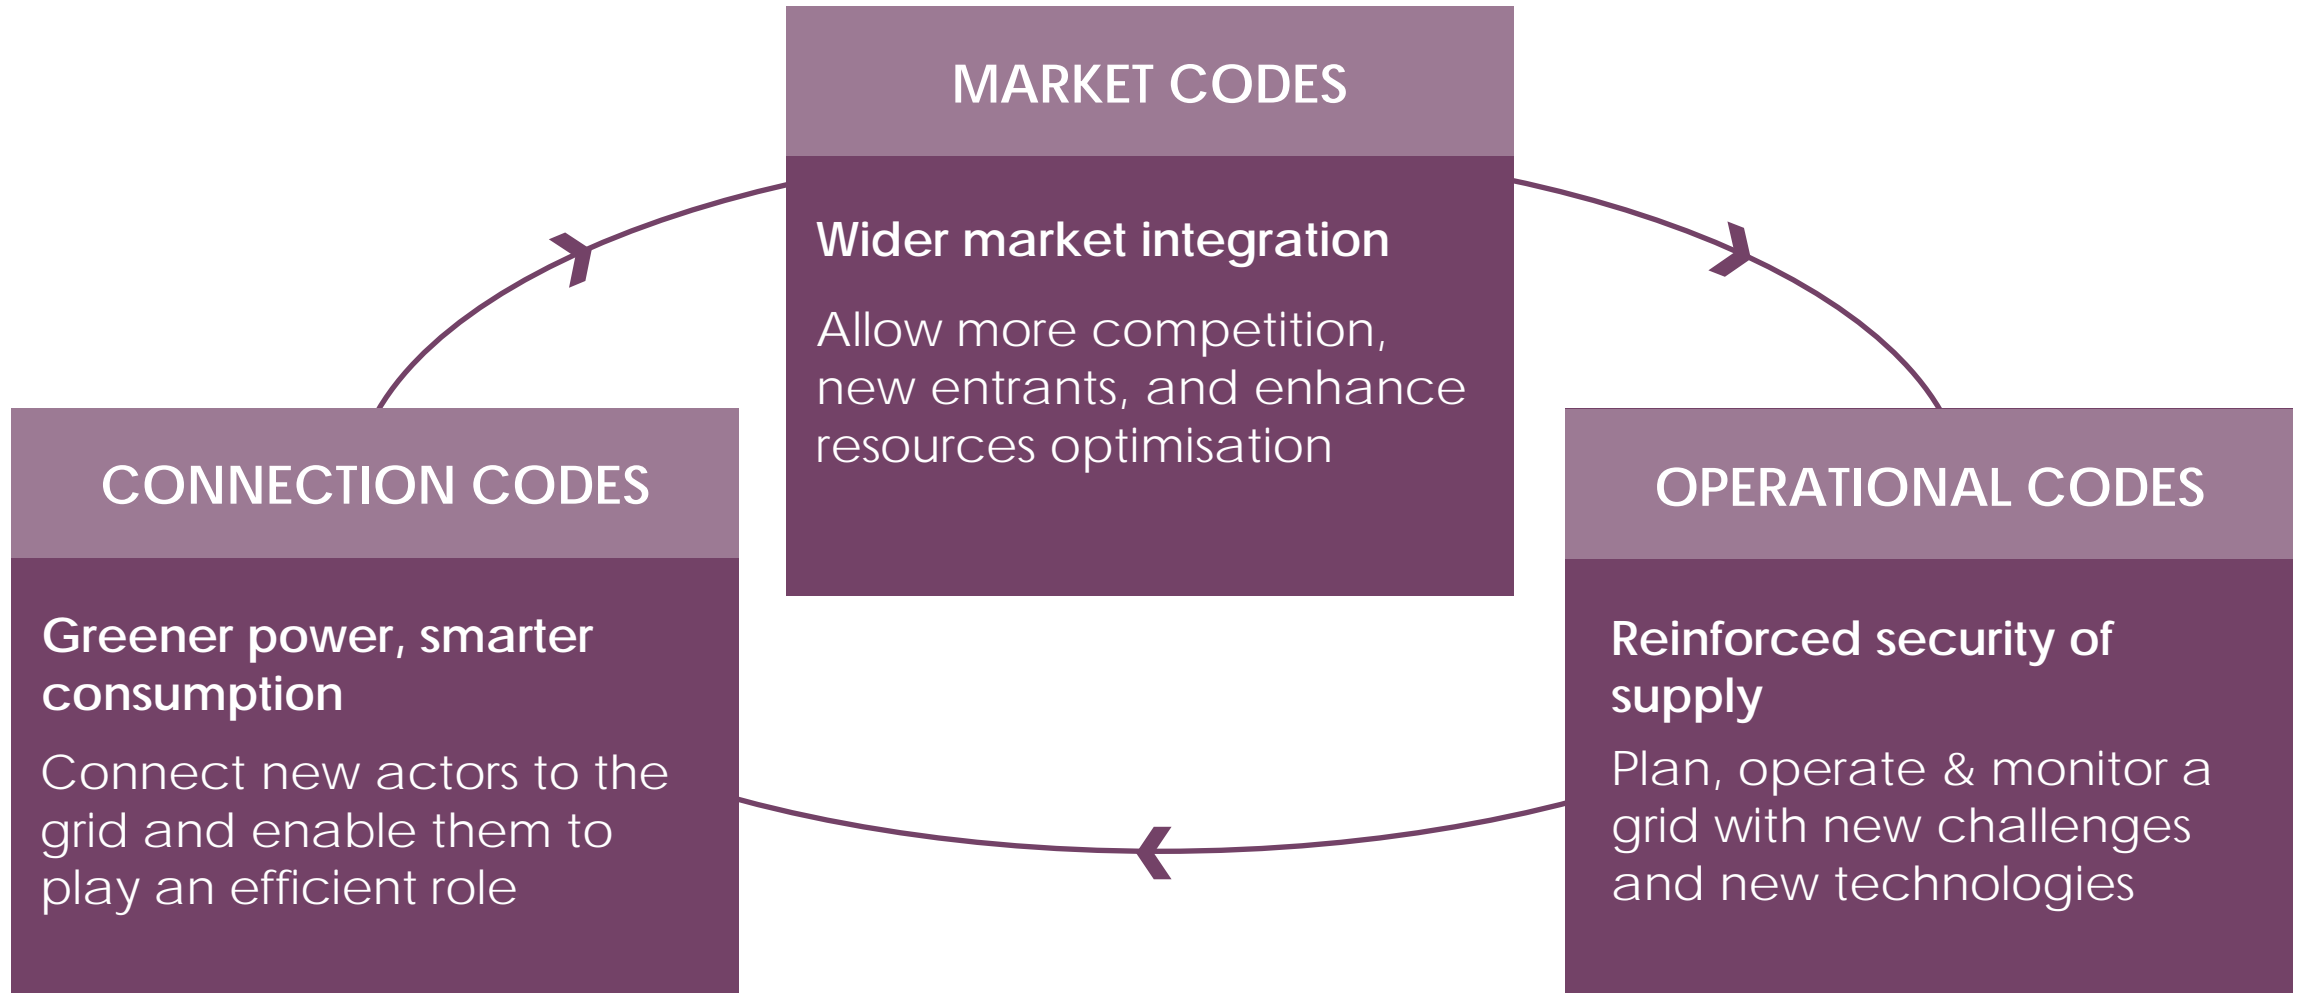 MARKET CODES
Wider market integration
Allow more competition,
new entrants, and enhance
resources optimisation
CONNECTION CODES
Greener power, smarter
consumption
Connect new actors to the
grid and enable them to
play an efficient role
OPERATIONAL CODES
Reinforced security of
supply
Plan, operate & monitor a
grid with new challenges
and new technologies